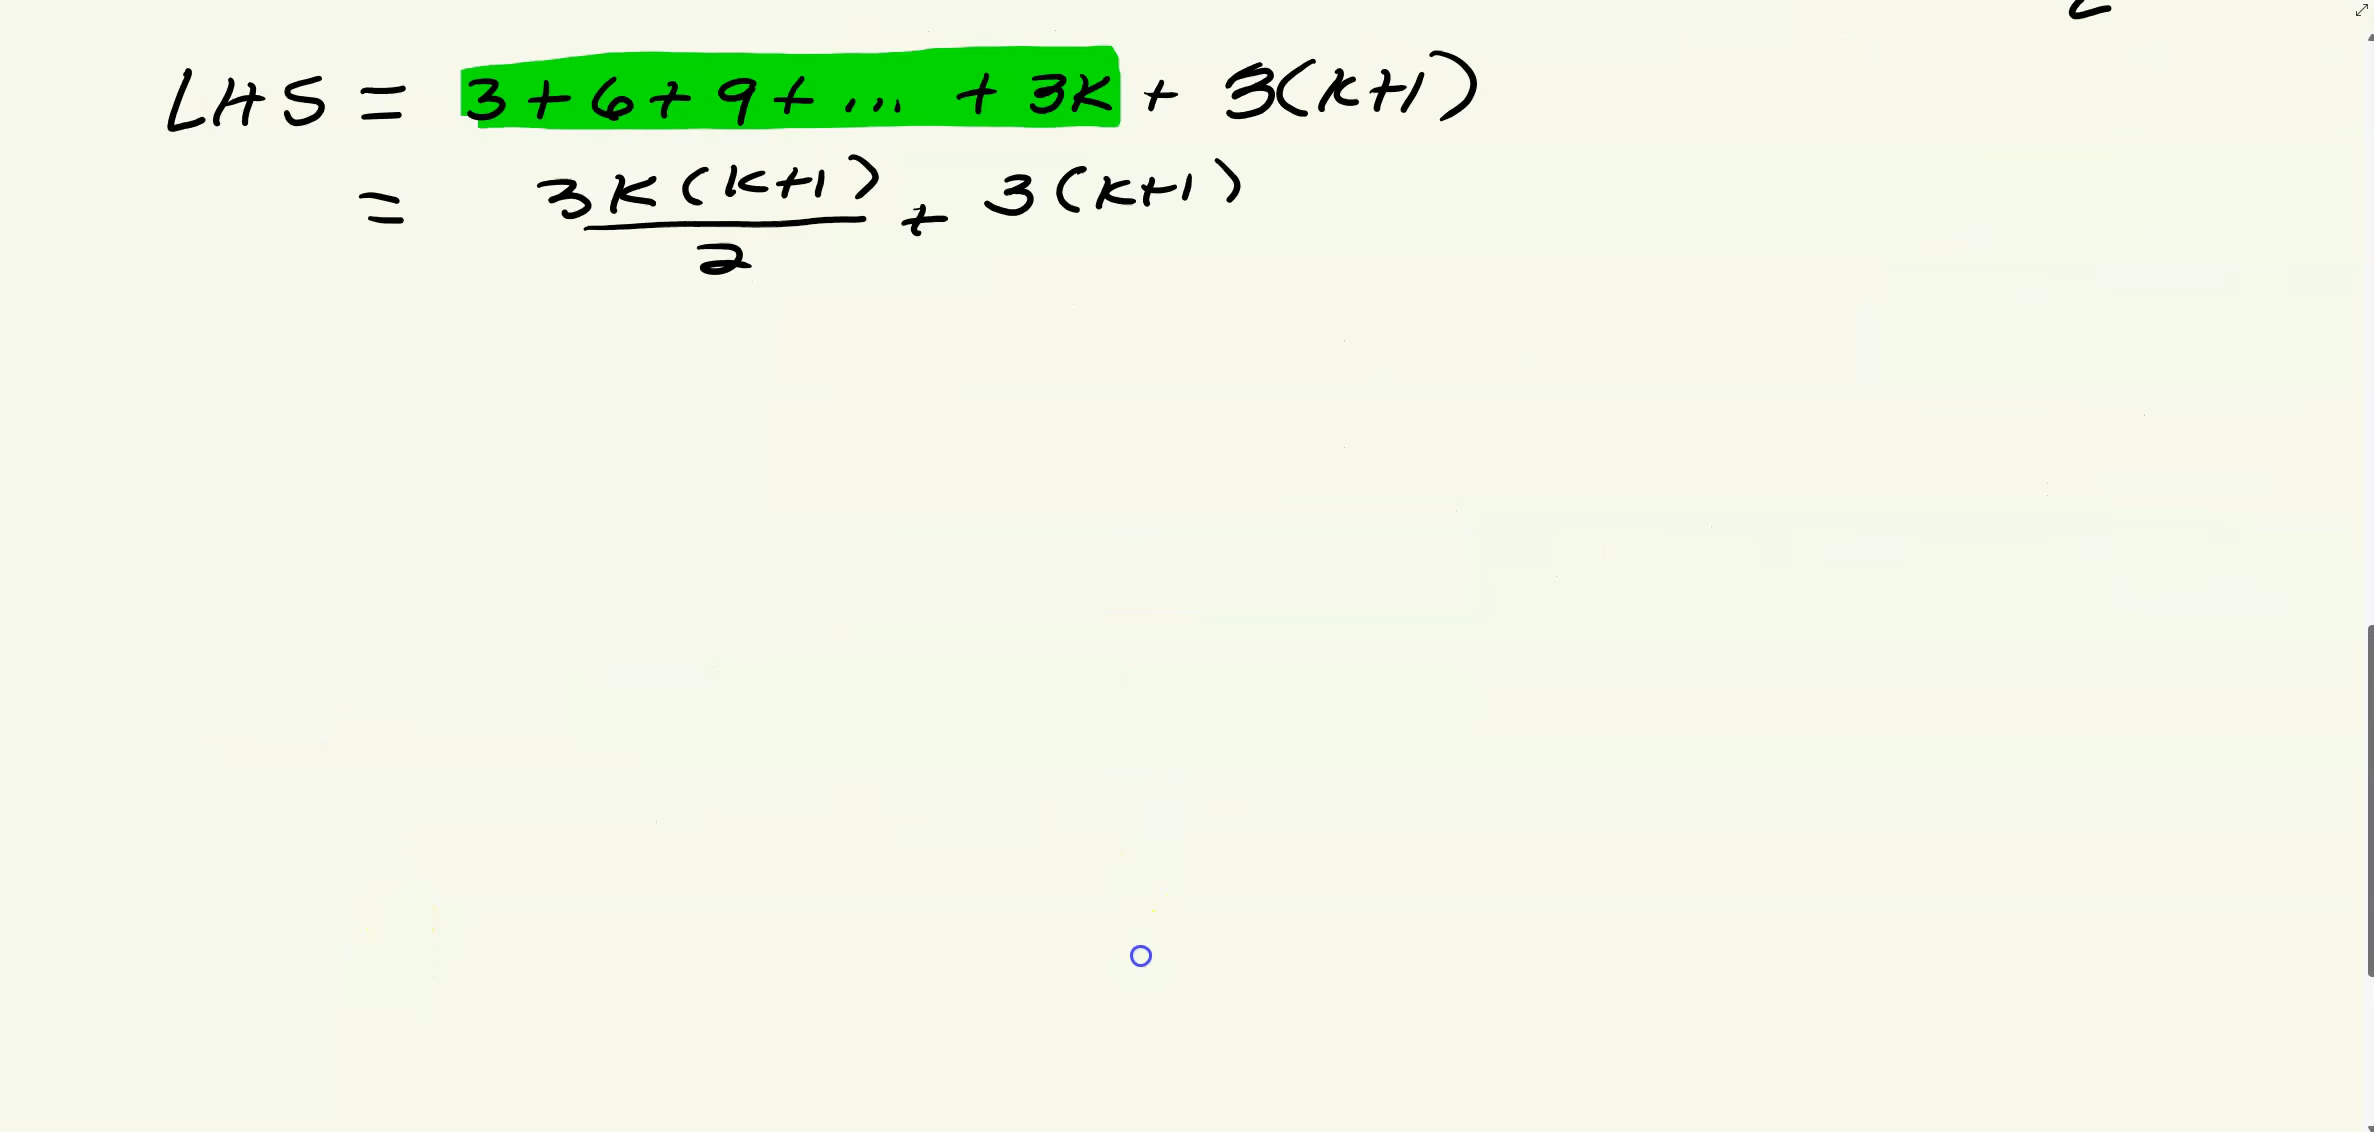 LHS = 3 + 6 + 9 + ... + 3k + 3(k+1)
= 3k(k+1)/2 + 3(k+1)